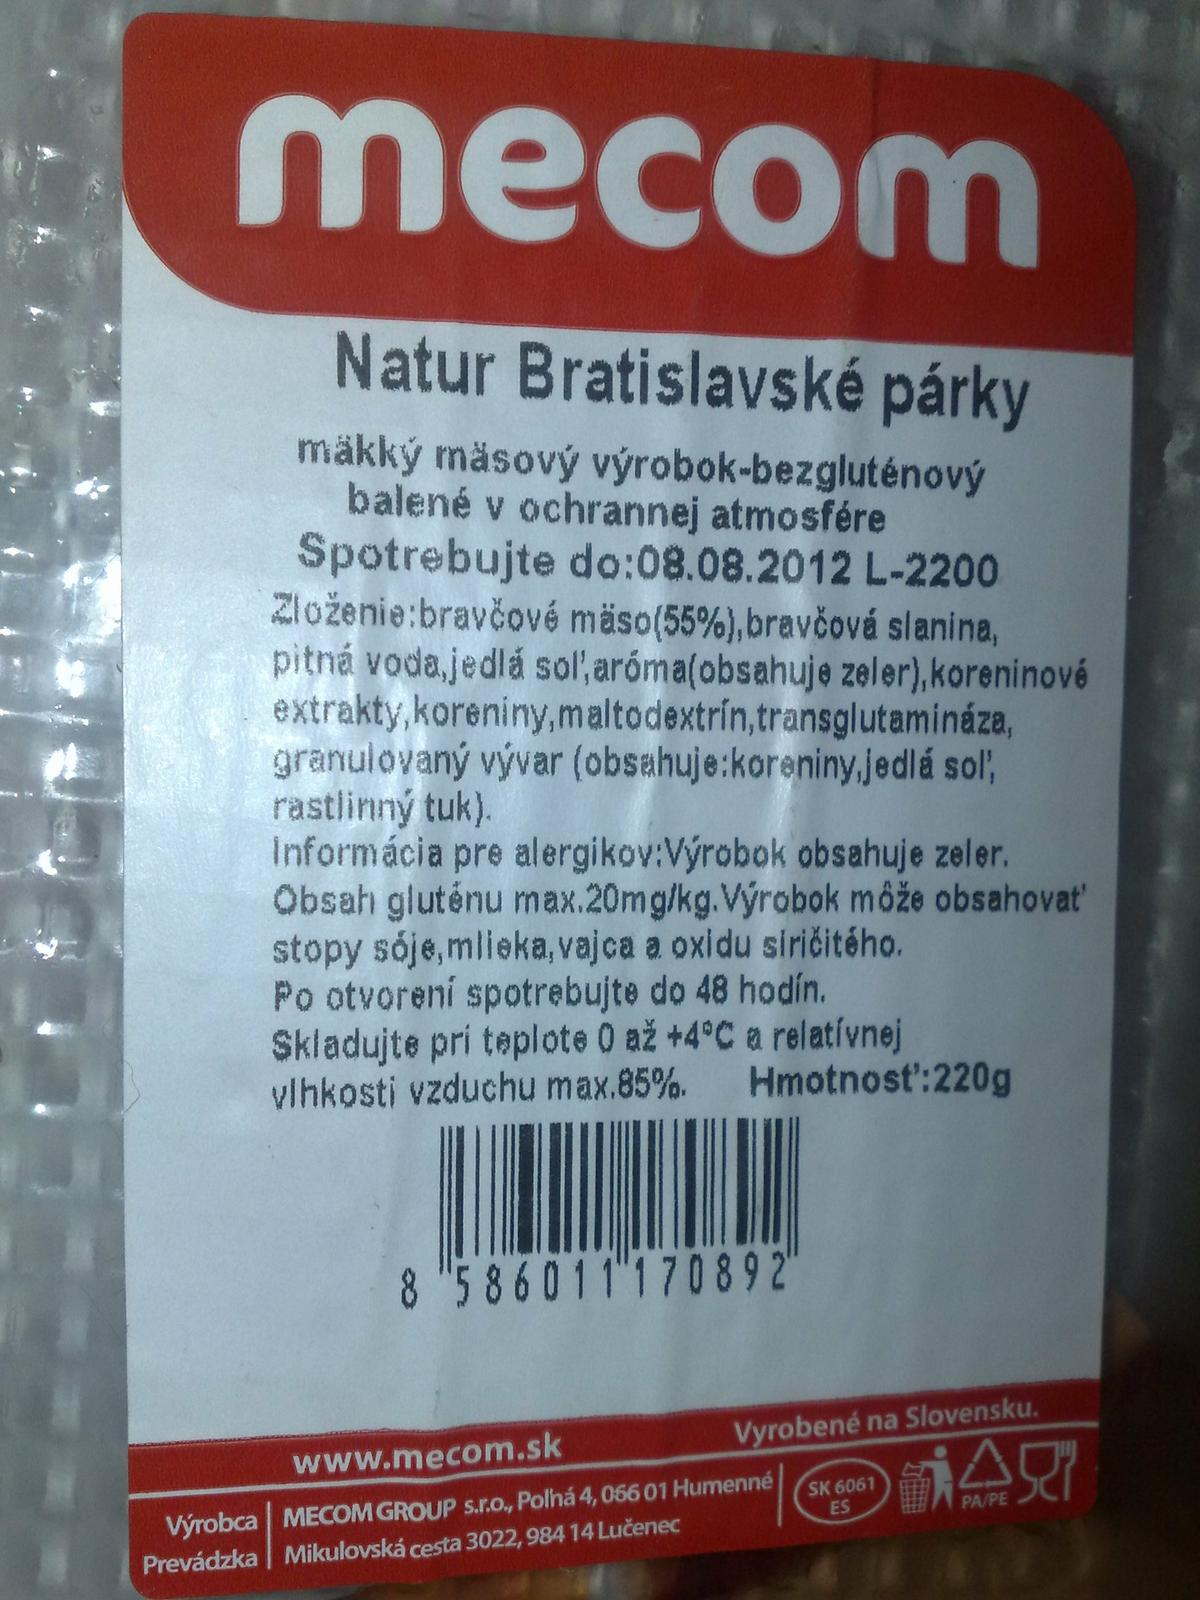 mecom
Natur Bratislavské párky
mäkký mäsový výrobok-bezgluténový
balené v ochrannej atmosfére
Spotrebujte do:08.08.2012 L-2200
Zloženie:bravčové mäso(55%),bravčová slanina,
pitná voda,jedlá soľ,aróma(obsahuje zeler),koreninové
extrakty,koreniny,maltodextrín,transglutamináza,
granulovaný vývar (obsahuje:koreniny,jedlá soľ,
rastlinný tuk).
Informácia pre alergikov:Výrobok obsahuje zeler.
Obsah gluténu max.20mg/kg.Výrobok môže obsahovať
stopy sóje,mlieka,vajca a oxidu siričitého.
Po otvorení spotrebujte do 48 hodín.
Skladujte pri teplote 0 až +4°C a relatívnej
vlhkosti vzduchu max.85%. Hmotnosť:220g
8 586011 170892
www.mecom.sk Vyrobené na Slovensku.
Výrobca MECOM GROUP s.r.o., Poľná 4, 066 01 Humenné
Prevádzka Mikulovská cesta 3022, 984 14 Lučenec
SK 6061
ES
PA/PE